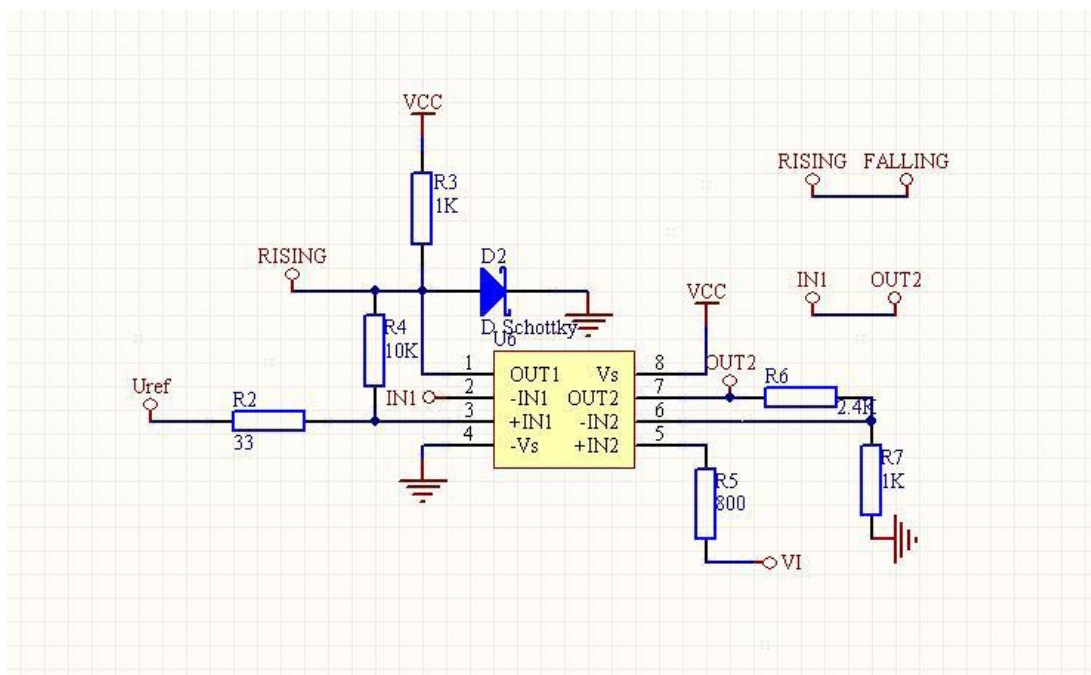 VCC
R3
1K
RISING FALLING
RISING
D2
IN1 OUT2
VCC
R4
10K
D Schottky
U6
OUT2
Uref
R2
33
IN1
1 OUT1 Vs 8
2 -IN1 OUT2 7
3 +IN1 -IN2 6
4 -Vs +IN2 5
R6
2.4K
R7
1K
R5
800
VI